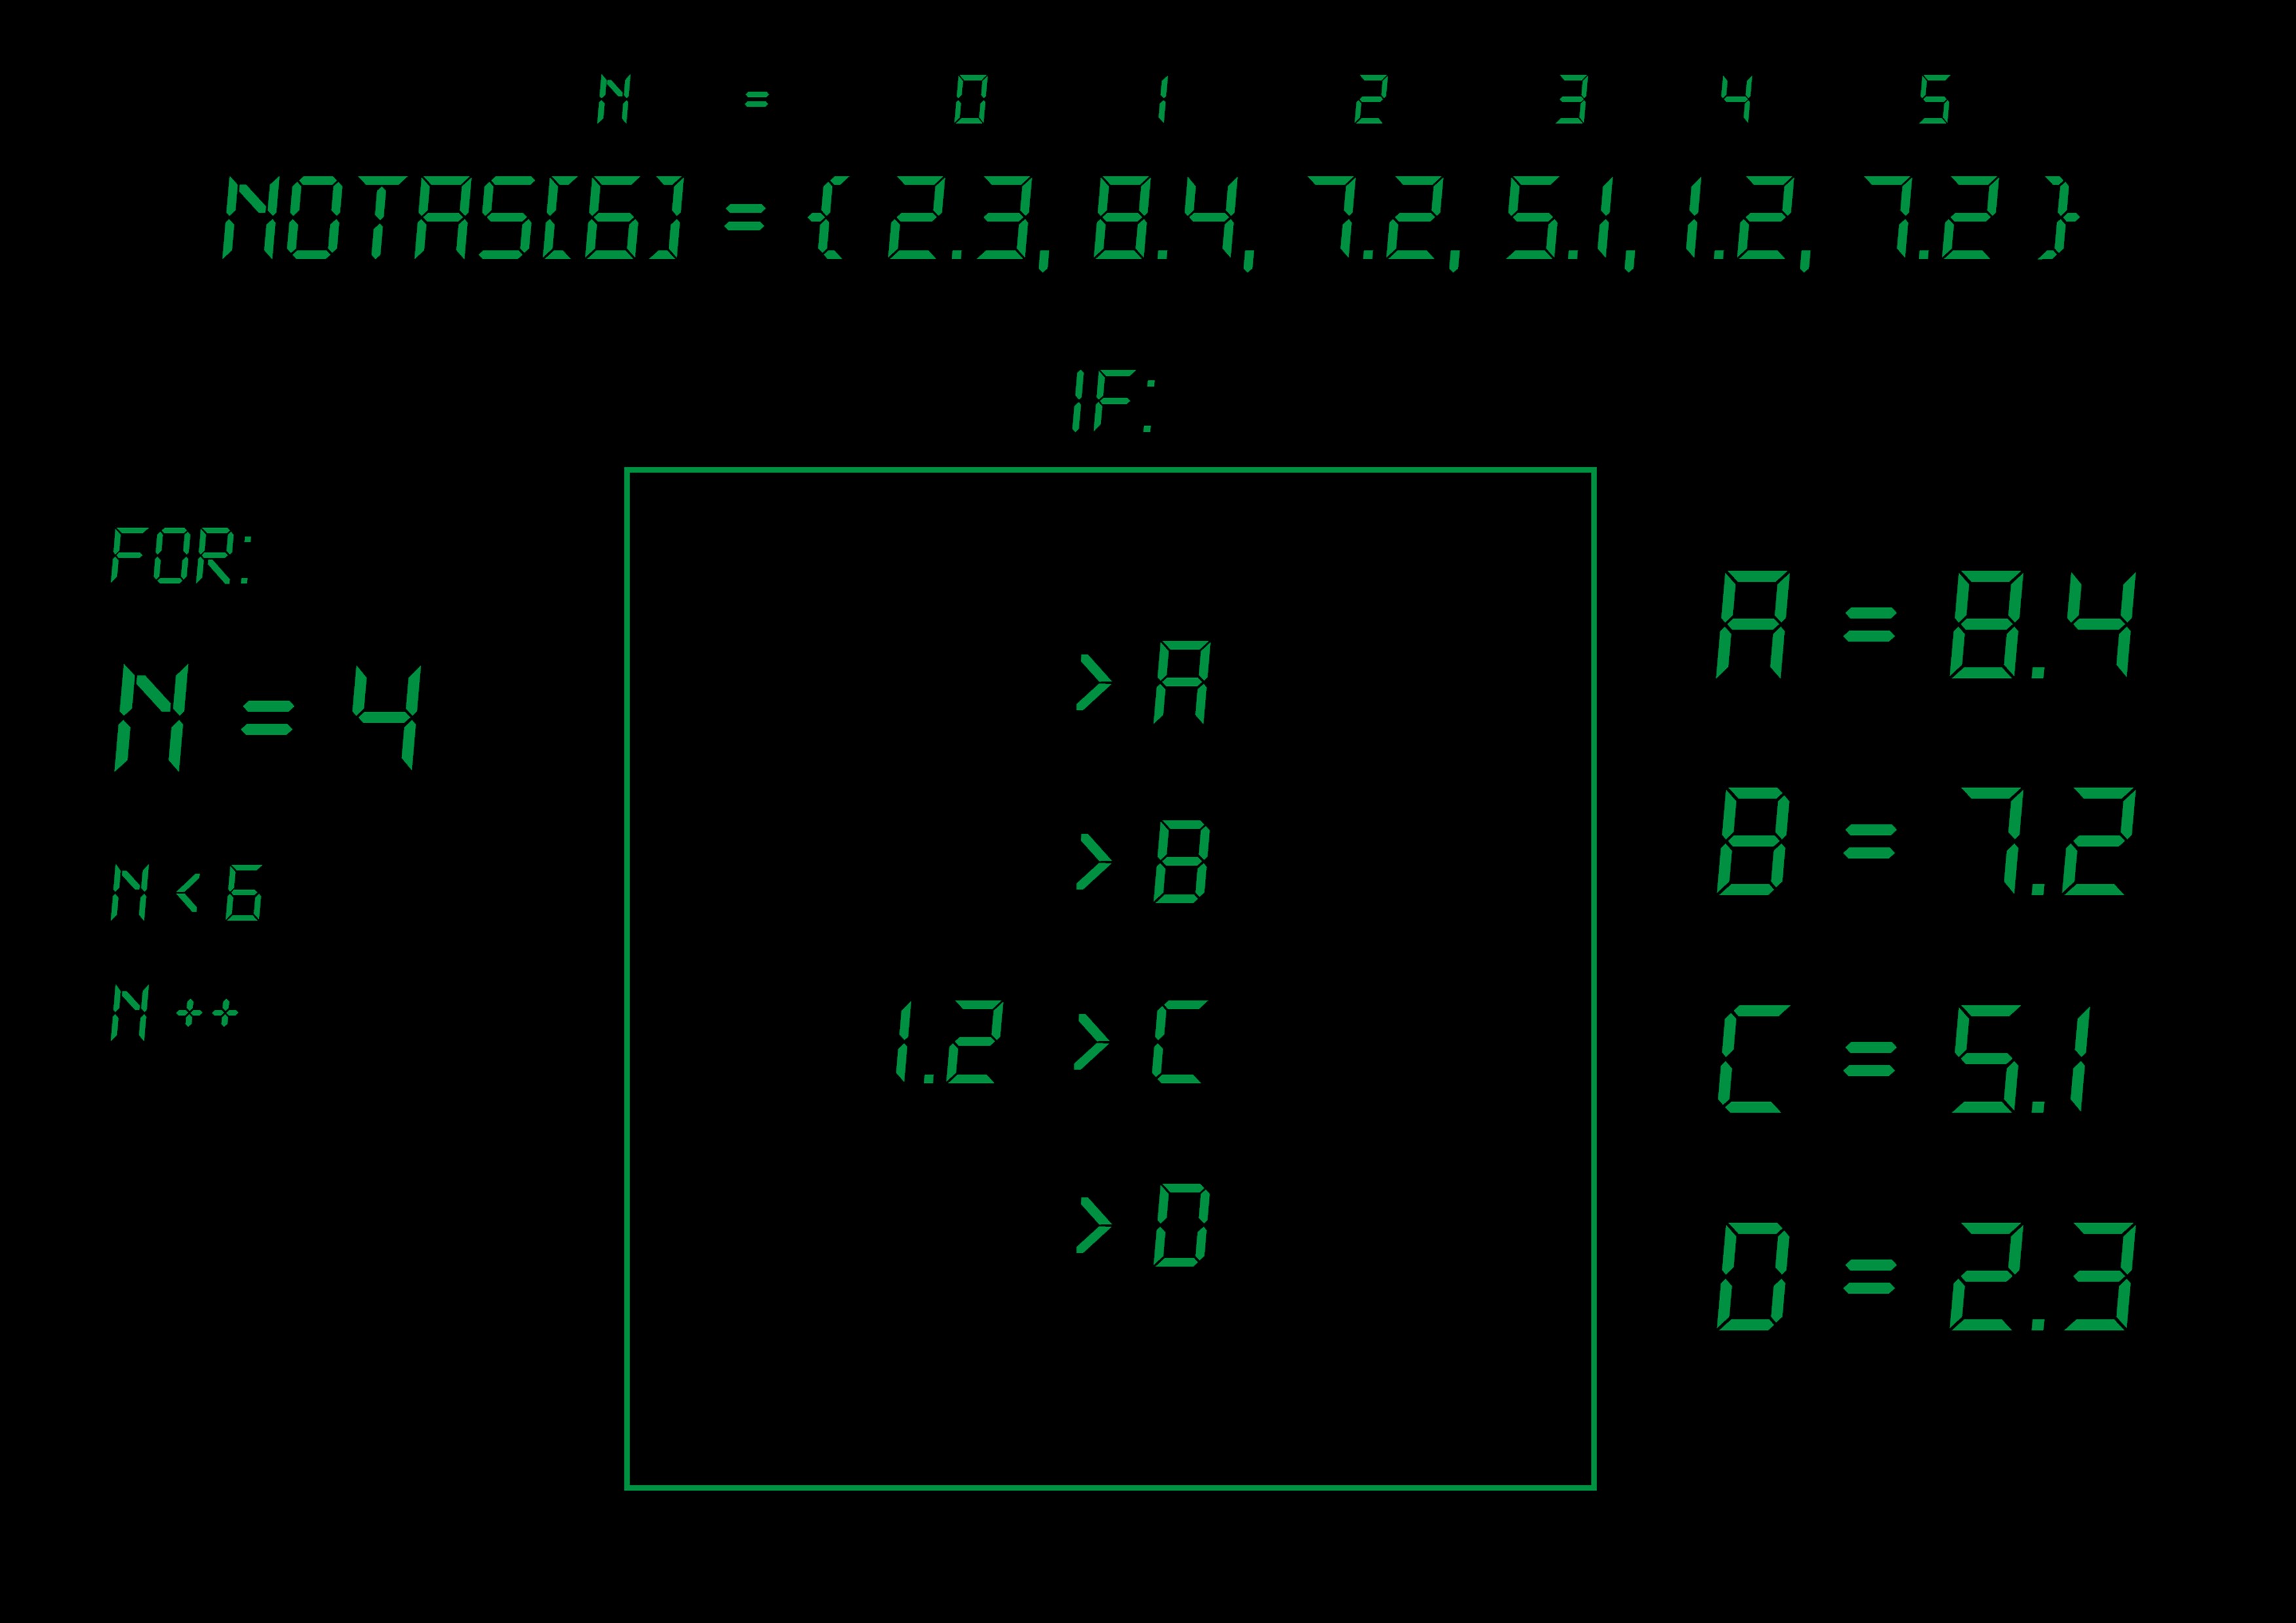 N = 0 1 2 3 4 5
NOTAS[6] = { 2.3, 8.4, 7.2, 5.1, 1.2, 7.2 }
IF:
FOR:
N = 4
N < 6
N ++
> A
> B
1.2 > C
> D
A = 8.4
B = 7.2
C = 5.1
D = 2.3